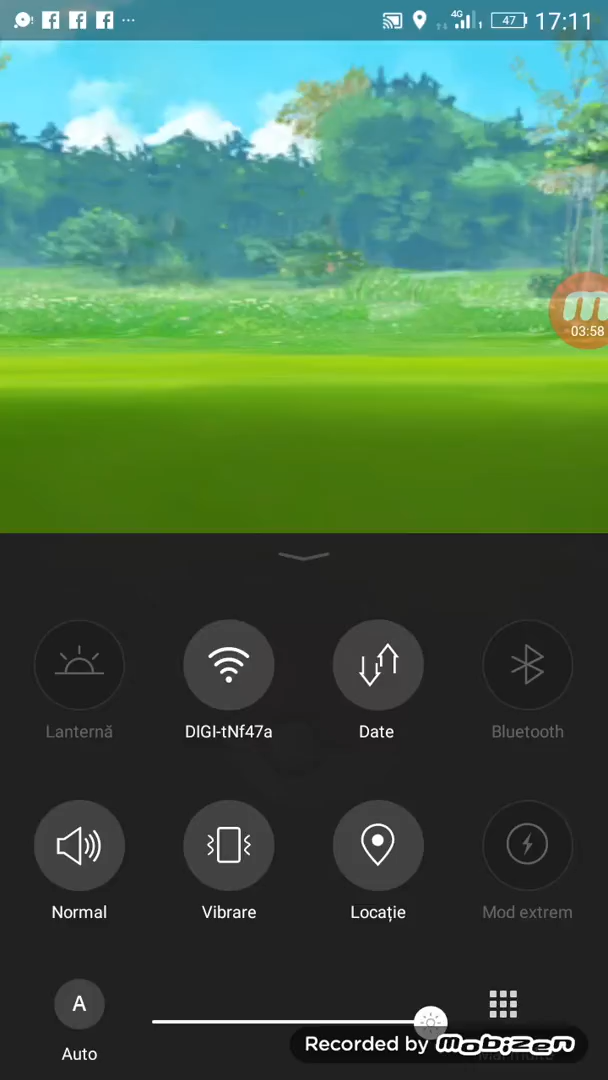 4G 1 47 17:11
03:58
Lanternă DIGI-tNf47a Date Bluetooth
Normal Vibrare Locație Mod extrem
A
Auto
Recorded by mobizen